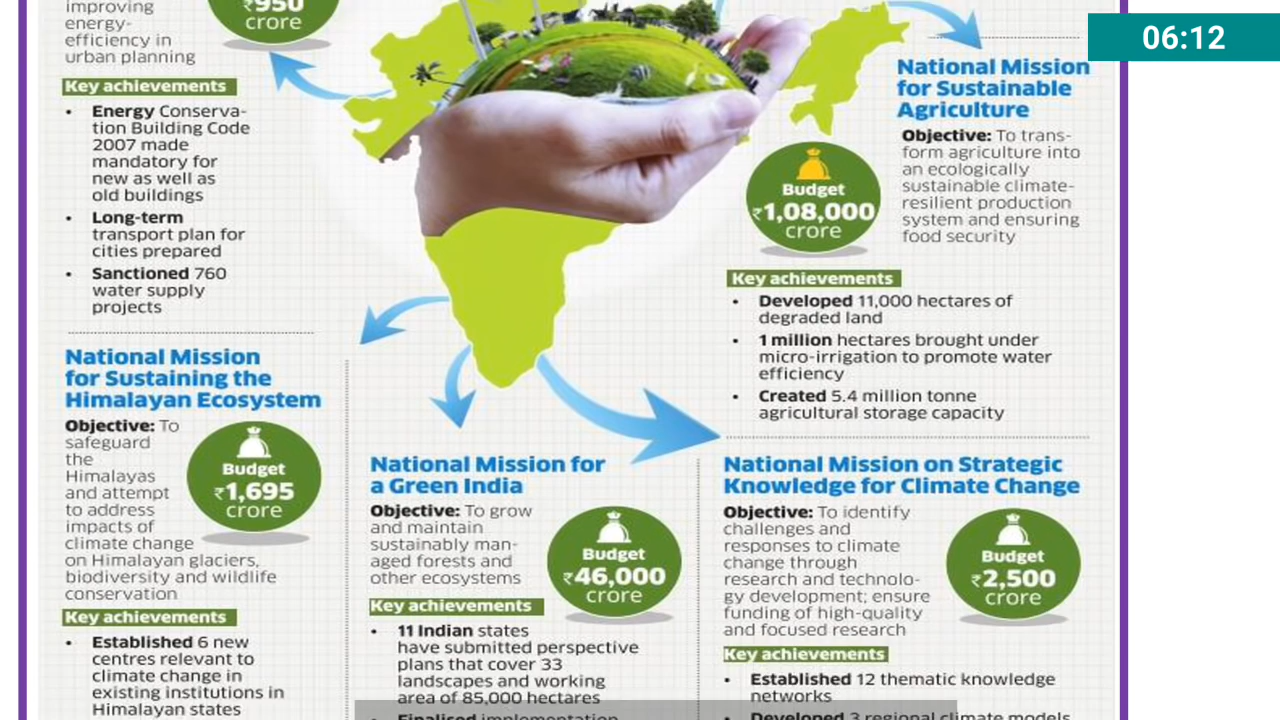 06:12
improving
energy-
efficiency in
urban planning
₹950
crore
Key achievements
• Energy Conserva-
tion Building Code
2007 made
mandatory for
new as well as
old buildings
• Long-term
transport plan for
cities prepared
• Sanctioned 760
water supply
projects
National Mission
for Sustainable
Agriculture
Objective: To trans-
form agriculture into
an ecologically
sustainable climate-
resilient production
system and ensuring
food security
Budget
₹1,08,000
crore
Key achievements
• Developed 11,000 hectares of
degraded land
• 1 million hectares brought under
micro-irrigation to promote water
efficiency
• Created 5.4 million tonne
agricultural storage capacity
National Mission
for Sustaining the
Himalayan Ecosystem
Objective: To
safeguard
the
Himalayas
and attempt
to address
impacts of
climate change
on Himalayan glaciers,
biodiversity and wildlife
conservation
Budget
₹1,695
crore
Key achievements
• Established 6 new
centres relevant to
climate change in
existing institutions in
Himalayan states
National Mission for
a Green India
Objective: To grow
and maintain
sustainably man-
aged forests and
other ecosystems
Budget
₹46,000
crore
Key achievements
• 11 Indian states
have submitted perspective
plans that cover 33
landscapes and working
area of 85,000 hectares
• Finalised implementation
National Mission on Strategic
Knowledge for Climate Change
Objective: To identify
challenges and
responses to climate
change through
research and technolo-
gy development; ensure
funding of high-quality
and focused research
Budget
₹2,500
crore
Key achievements
• Established 12 thematic knowledge
networks
• Developed 3 regional climate models